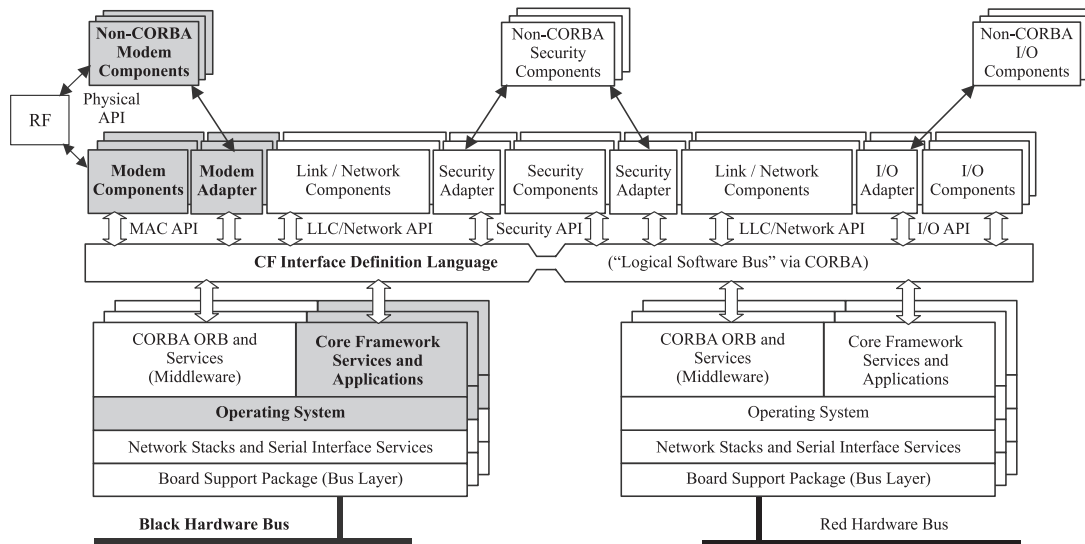 Non-CORBA
Modem
Components
Non-CORBA
Security
Components
Non-CORBA
I/O
Components
RF
Physical
API
Modem
Components
Modem
Adapter
Link / Network
Components
Security
Adapter
Security
Components
Security
Adapter
Link / Network
Components
I/O
Adapter
I/O
Components
MAC API
LLC/Network API
Security API
LLC/Network API
I/O API
CF Interface Definition Language
(“Logical Software Bus” via CORBA)
CORBA ORB and
Services
(Middleware)
Core Framework
Services and
Applications
Operating System
Network Stacks and Serial Interface Services
Board Support Package (Bus Layer)
Black Hardware Bus
CORBA ORB and
Services
(Middleware)
Core Framework
Services and
Applications
Operating System
Network Stacks and Serial Interface Services
Board Support Package (Bus Layer)
Red Hardware Bus